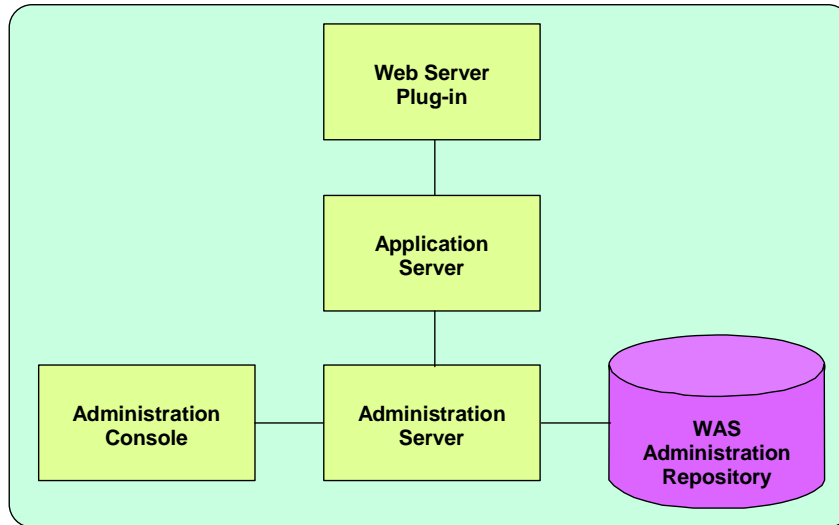 Web Server
Plug-in
Application
Server
Administration
Console
Administration
Server
WAS
Administration
Repository